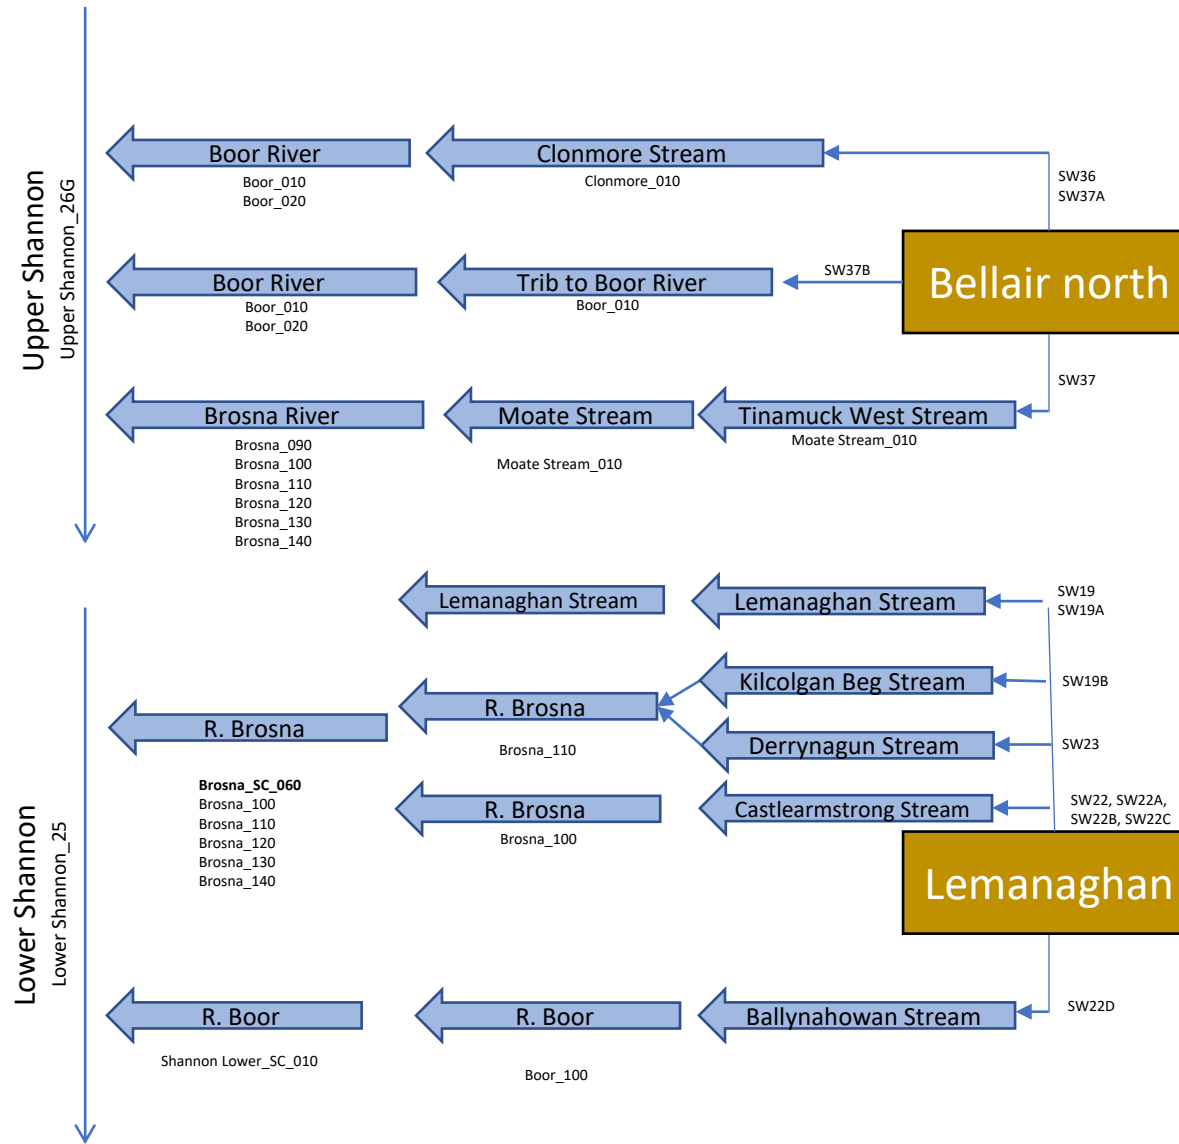 Upper Shannon
Upper Shannon_26G
Boor River
Boor_010
Boor_020
Clonmore Stream
Clonmore_010
SW36
SW37A
Boor River
Boor_010
Boor_020
Trib to Boor River
Boor_010
SW37B
Bellair north
SW37
Brosna River
Brosna_090
Brosna_100
Brosna_110
Brosna_120
Brosna_130
Brosna_140
Moate Stream
Moate Stream_010
Tinamuck West Stream
Moate Stream_010
Lower Shannon
Lower Shannon_25
Lemanaghan Stream
Lemanaghan Stream
SW19
SW19A
R. Brosna
Brosna_SC_060
Brosna_100
Brosna_110
Brosna_120
Brosna_130
Brosna_140
R. Brosna
Brosna_110
Kilcolgan Beg Stream
SW19B
Derrynagun Stream
SW23
R. Brosna
Brosna_100
Castlearmstrong Stream
SW22, SW22A,
SW22B, SW22C
Lemanaghan
R. Boor
Shannon Lower_SC_010
R. Boor
Boor_100
Ballynahowan Stream
SW22D